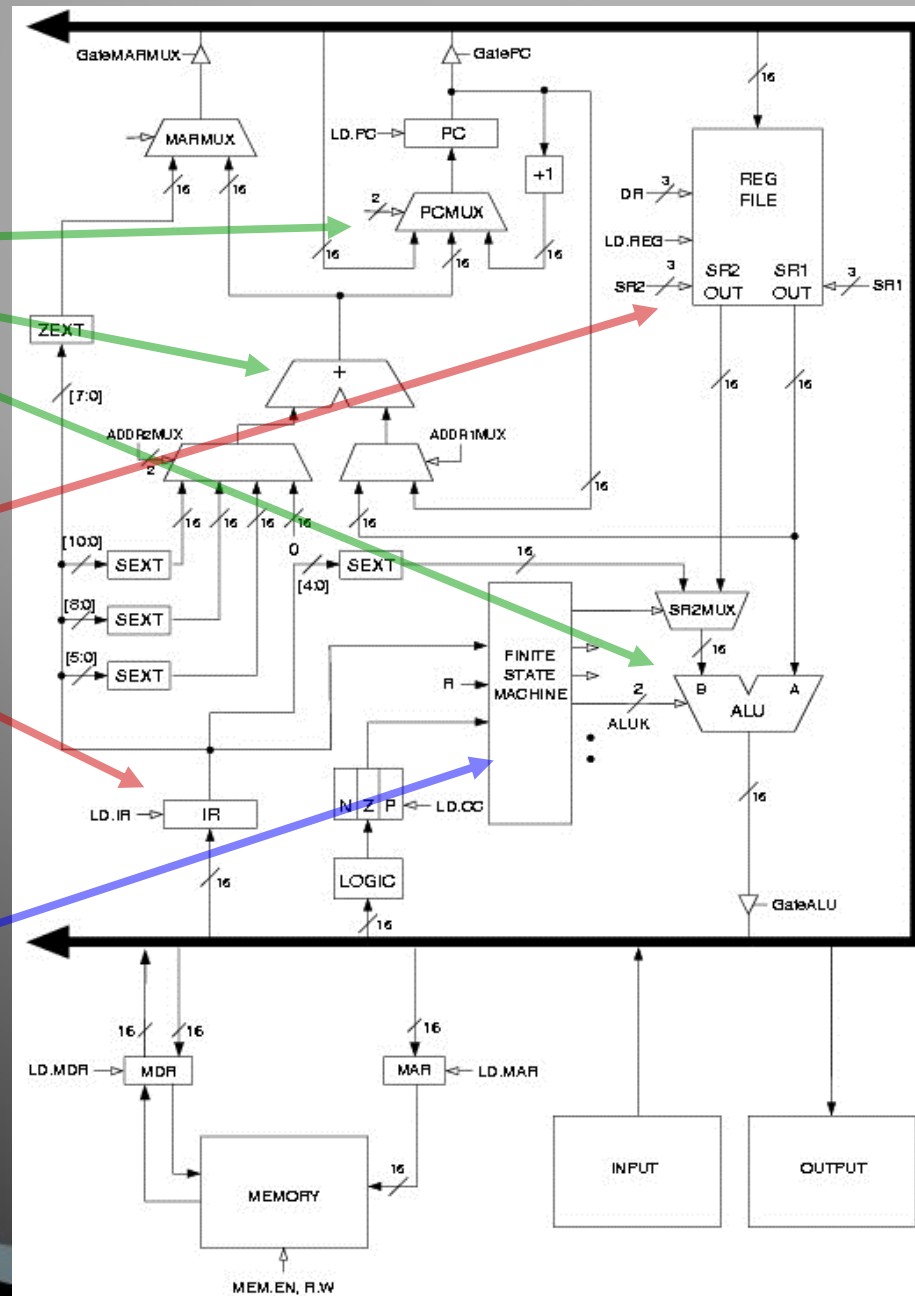 GateMARMUX
GatePC
16
MARMUX
LD.PC
PC
+1
REG
FILE
3
DR
LD.REG
16
16
2
PCMUX
16
16
16
3
SR2
SR2
OUT
SR1
OUT
3
SR1
ZEXT
+
[7:0]
16
16
ADDR2MUX
2
ADDR1MUX
16
16
16
16
16
16
0
[10:0]
SEXT
[4:0]
SEXT
16
[8:0]
SEXT
SR2MUX
[5:0]
SEXT
16
FINITE
STATE
MACHINE
R
2
ALUK
B
A
ALU
LD.IR
IR
N Z P
LD.CC
16
16
LOGIC
16
GateALU
16
16
16
LD.MDR
MDR
MAR
LD.MAR
16
MEMORY
INPUT
OUTPUT
MEM.EN, R.W